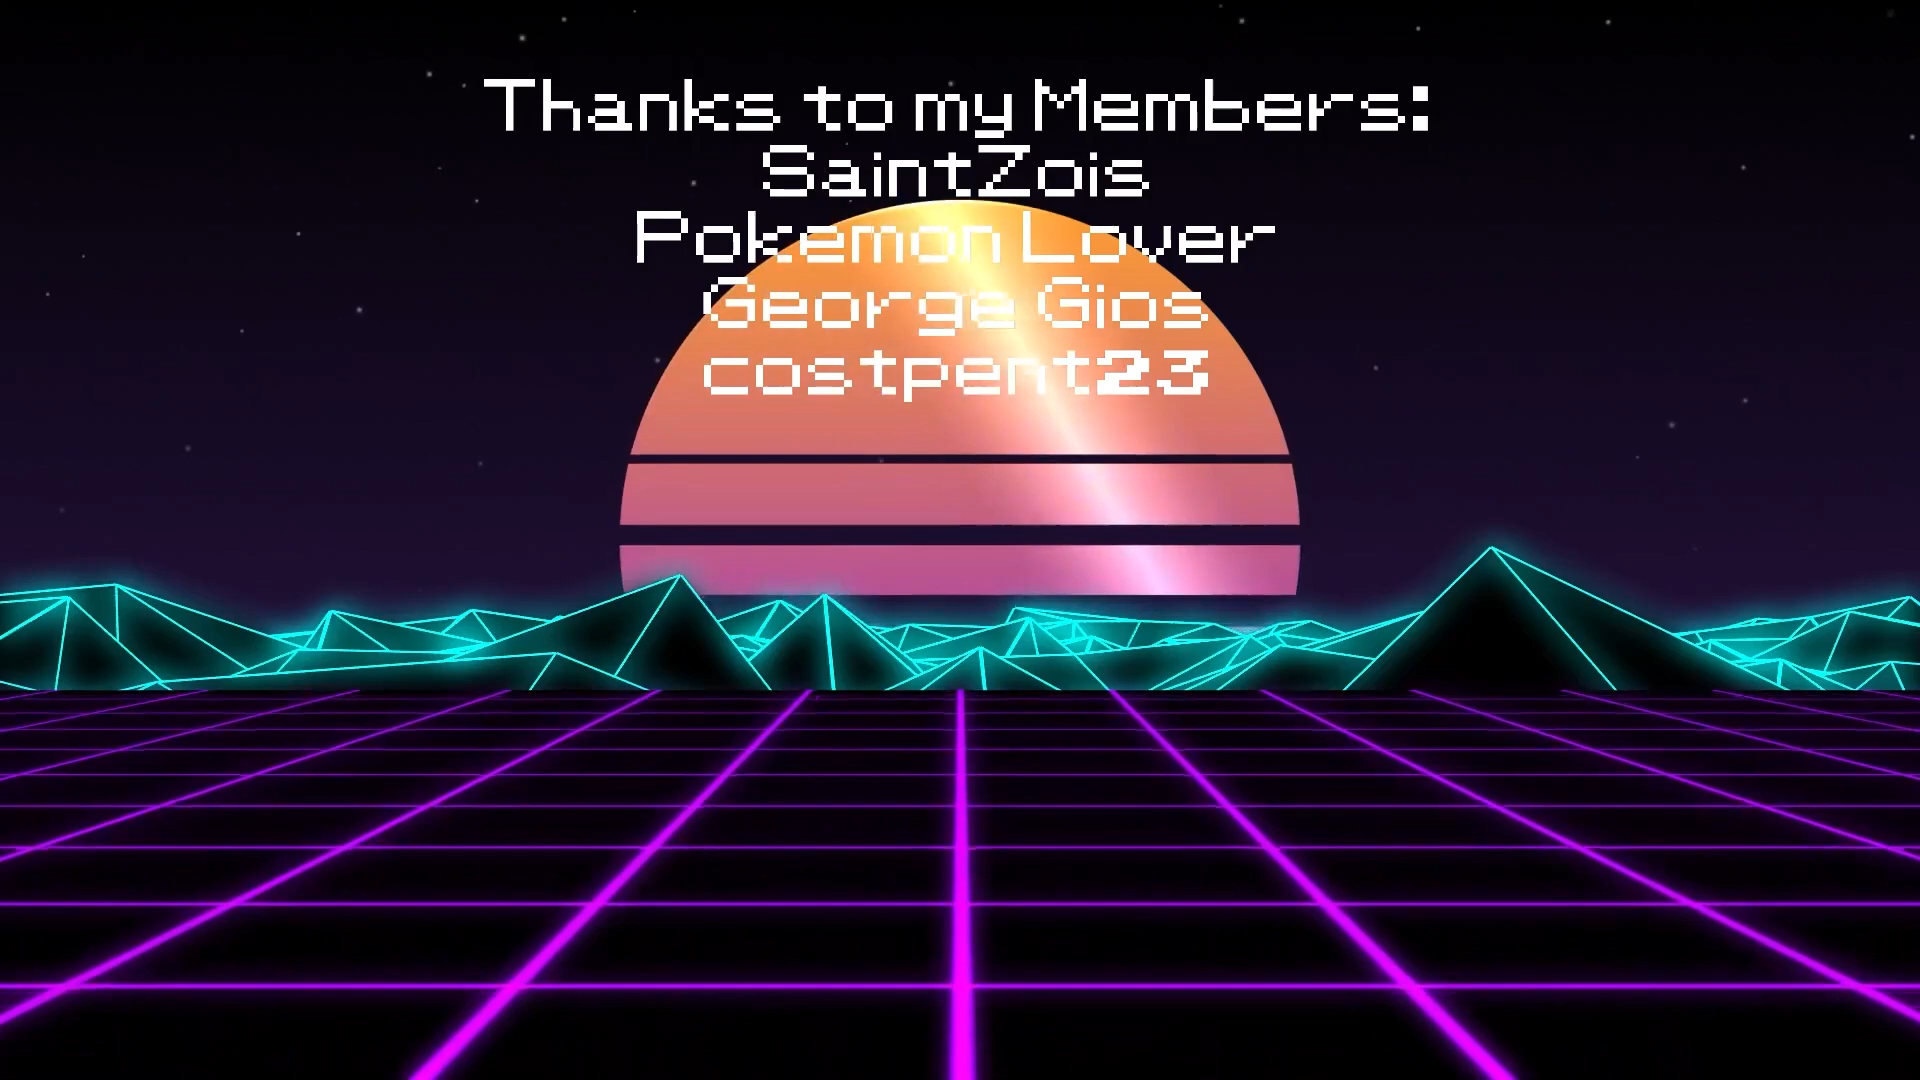 Thanks to my Members:
SaintZois
Pokemon Lover
George Gios
costpent23